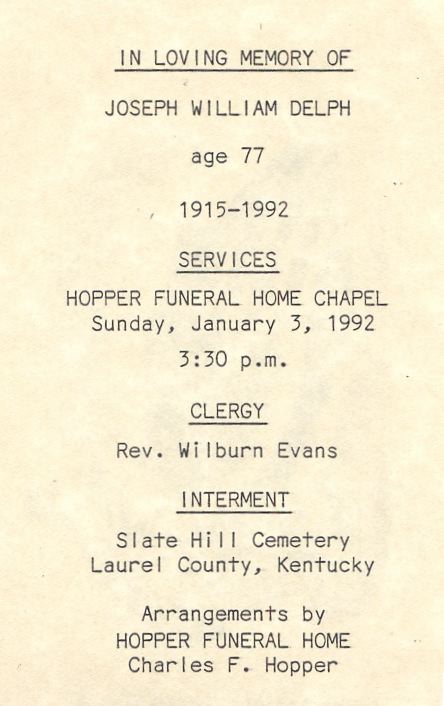 IN LOVING MEMORY OF
JOSEPH WILLIAM DELPH
age 77
1915-1992
SERVICES
HOPPER FUNERAL HOME CHAPEL
Sunday, January 3, 1992
3:30 p.m.
CLERGY
Rev. Wilburn Evans
INTERMENT
Slate Hill Cemetery
Laurel County, Kentucky
Arrangements by
HOPPER FUNERAL HOME
Charles F. Hopper